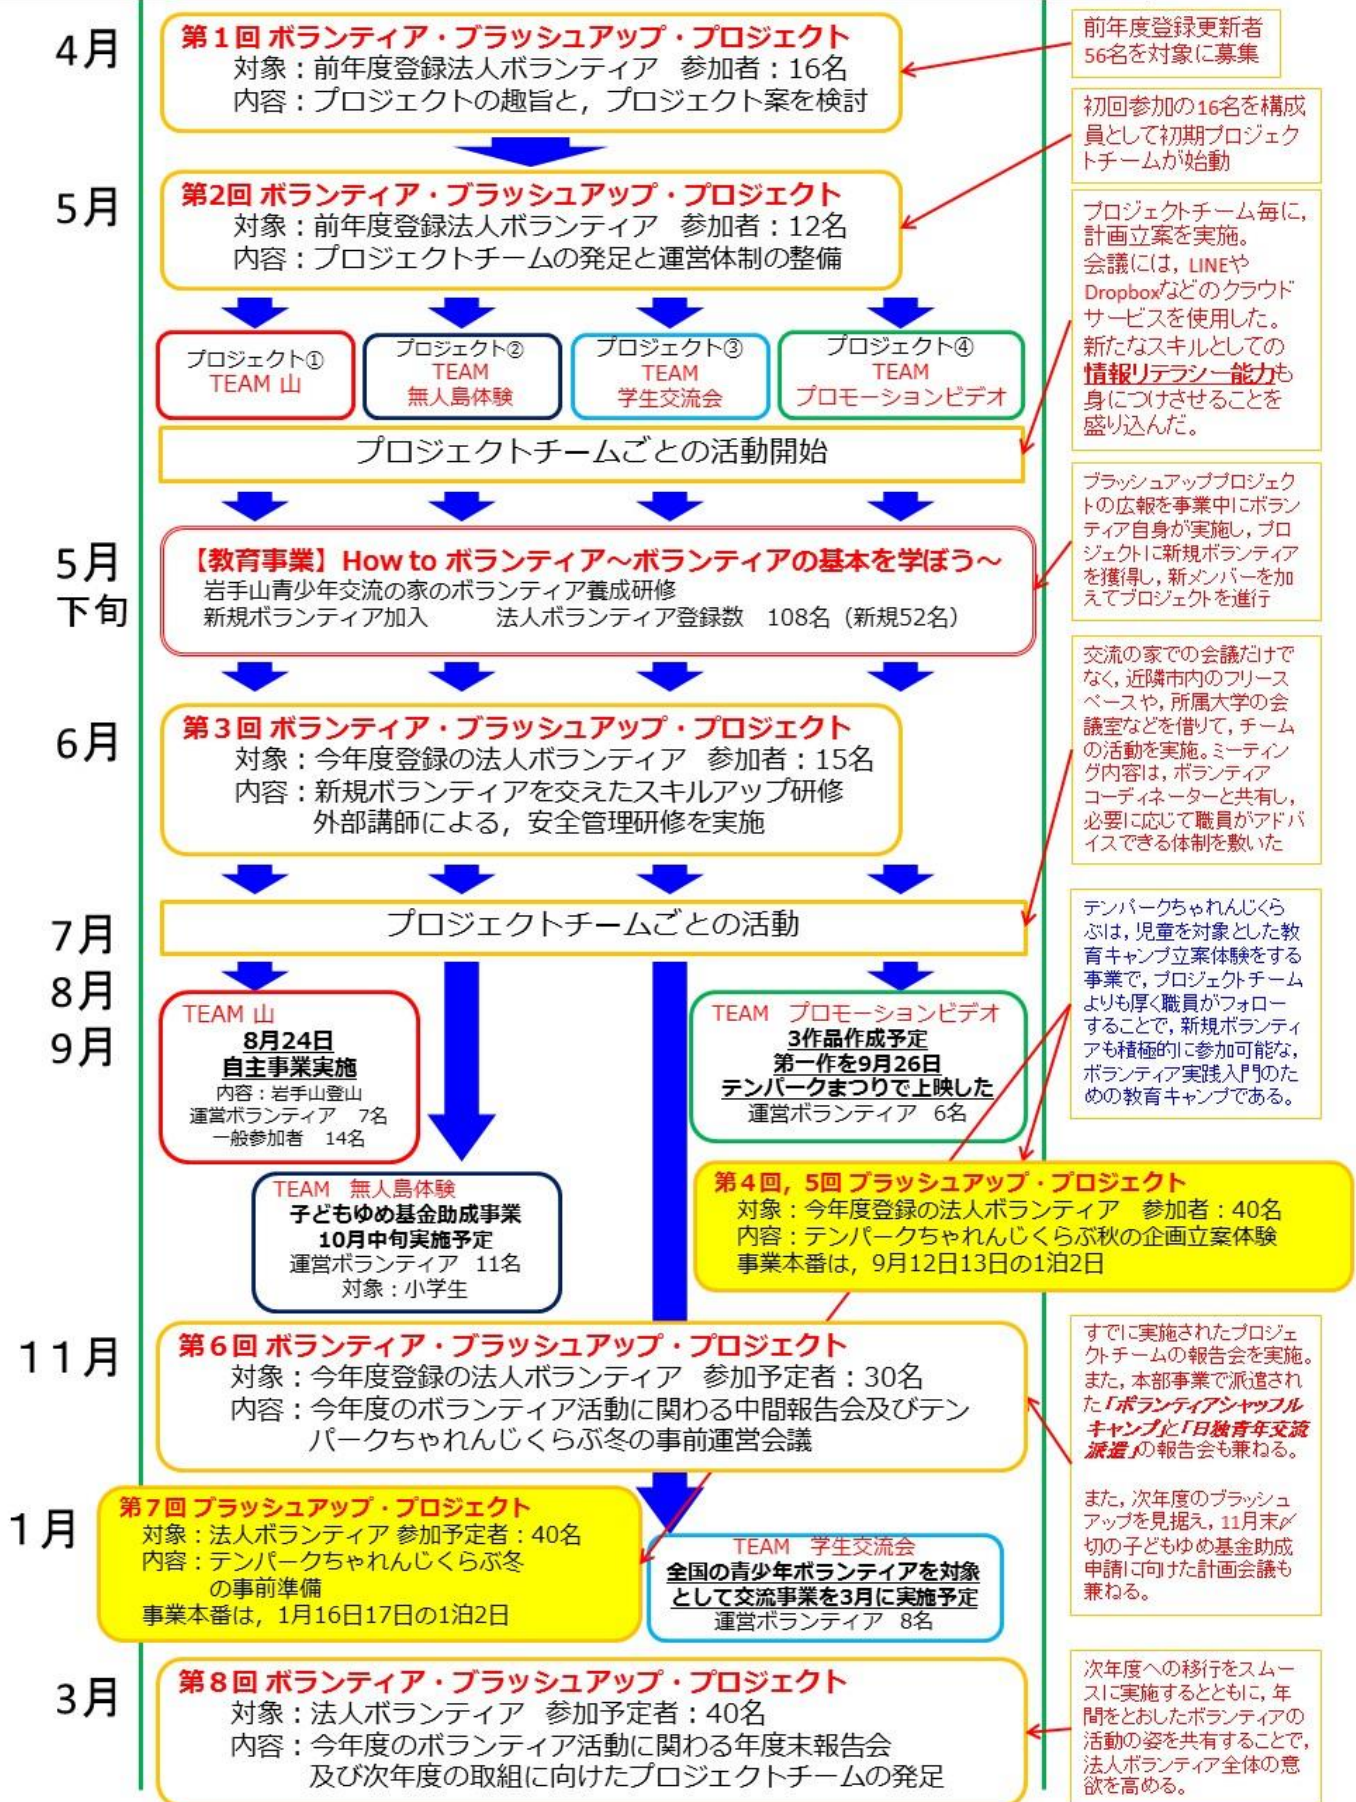 4月
第1回 ボランティア・ブラッシュアップ・プロジェクト
対象：前年度登録法人ボランティア 参加者：16名
内容：プロジェクトの趣旨と，プロジェクト案を検討
前年度登録更新者
56名を対象に募集
初回参加の16名を構成
員として初期プロジェク
トチームが始動
5月
第2回 ボランティア・ブラッシュアップ・プロジェクト
対象：前年度登録法人ボランティア 参加者：12名
内容：プロジェクトチームの発足と運営体制の整備
プロジェクトチーム毎に，
計画立案を実施。
会議には，LINEや
Dropboxなどのクラウド
サービスを使用した。
新たなスキルとしての
情報リテラシー能力も
身につけさせることを
盛り込んだ。
プロジェクト①
TEAM 山
プロジェクト②
TEAM
無人島体験
プロジェクト③
TEAM
学生交流会
プロジェクト④
TEAM
プロモーションビデオ
プロジェクトチームごとの活動開始
ブラッシュアッププロジェク
トの広報を事業中にボラン
ティア自身が実施し，プロ
ジェクトに新規ボランティア
を獲得し，新メンバーを加
えてプロジェクトを進行
5月
下旬
【教育事業】How to ボランティア～ボランティアの基本を学ぼう～
岩手山青少年交流の家のボランティア養成研修
新規ボランティア加入 法人ボランティア登録数 108名（新規52名）
交流の家での会議だけで
なく，近隣市内のフリース
ペースや，所属大学の会
議室などを借りて，チーム
の活動を実施。ミーティン
グ内容は，ボランティア
コーディネーターと共有し，
必要に応じて職員がアドバ
イスできる体制を敷いた
6月
第3回 ボランティア・ブラッシュアップ・プロジェクト
対象：今年度登録の法人ボランティア 参加者：15名
内容：新規ボランティアを交えたスキルアップ研修
外部講師による，安全管理研修を実施
7月
8月
9月
プロジェクトチームごとの活動
テンパークちゃれんじくら
ぶは，児童を対象とした教
育キャンプ立案体験をする
事業で，プロジェクトチーム
よりも厚く職員がフォロー
することで，新規ボランティ
アも積極的に参加可能な，
ボランティア実践入門のた
めの教育キャンプである。
TEAM 山
8月24日
自主事業実施
内容：岩手山登山
運営ボランティア 7名
一般参加者 14名
TEAM プロモーションビデオ
3作品作成予定
第一作を9月26日
テンパークまつりで上映した
運営ボランティア 6名
TEAM 無人島体験
子どもゆめ基金助成事業
10月中旬実施予定
運営ボランティア 11名
対象：小学生
第4回，5回 ブラッシュアップ・プロジェクト
対象：今年度登録の法人ボランティア 参加者：40名
内容：テンパークちゃれんじくらぶ秋の企画立案体験
事業本番は，9月12日13日の1泊2日
11月
第6回 ボランティア・ブラッシュアップ・プロジェクト
対象：今年度登録の法人ボランティア 参加予定者：30名
内容：今年度のボランティア活動に関わる中間報告会及びテン
パークちゃれんじくらぶ冬の事前運営会議
すでに実施されたプロジェ
クトチームの報告会を実施。
また，本部事業で派遣され
た「ボランティアシャッフル
キャンプ」と「日独青年交流
派遣」の報告会も兼ねる。
また，次年度のブラッシュ
アップを見据え，11月末〆
切の子どもゆめ基金助成
申請に向けた計画会議も
兼ねる。
1月
第7回 ブラッシュアップ・プロジェクト
対象：法人ボランティア 参加予定者：40名
内容：テンパークちゃれんじくらぶ冬
の事前準備
事業本番は，1月16日17日の1泊2日
TEAM 学生交流会
全国の青少年ボランティアを対象
として交流事業を3月に実施予定
運営ボランティア 8名
3月
第8回 ボランティア・ブラッシュアップ・プロジェクト
対象：法人ボランティア 参加予定者：40名
内容：今年度のボランティア活動に関わる年度末報告会
及び次年度の取組に向けたプロジェクトチームの発足
次年度への移行をスムー
スに実施するとともに，年
間をとおしたボランティアの
活動の姿を共有することで，
法人ボランティア全体の意
欲を高める。